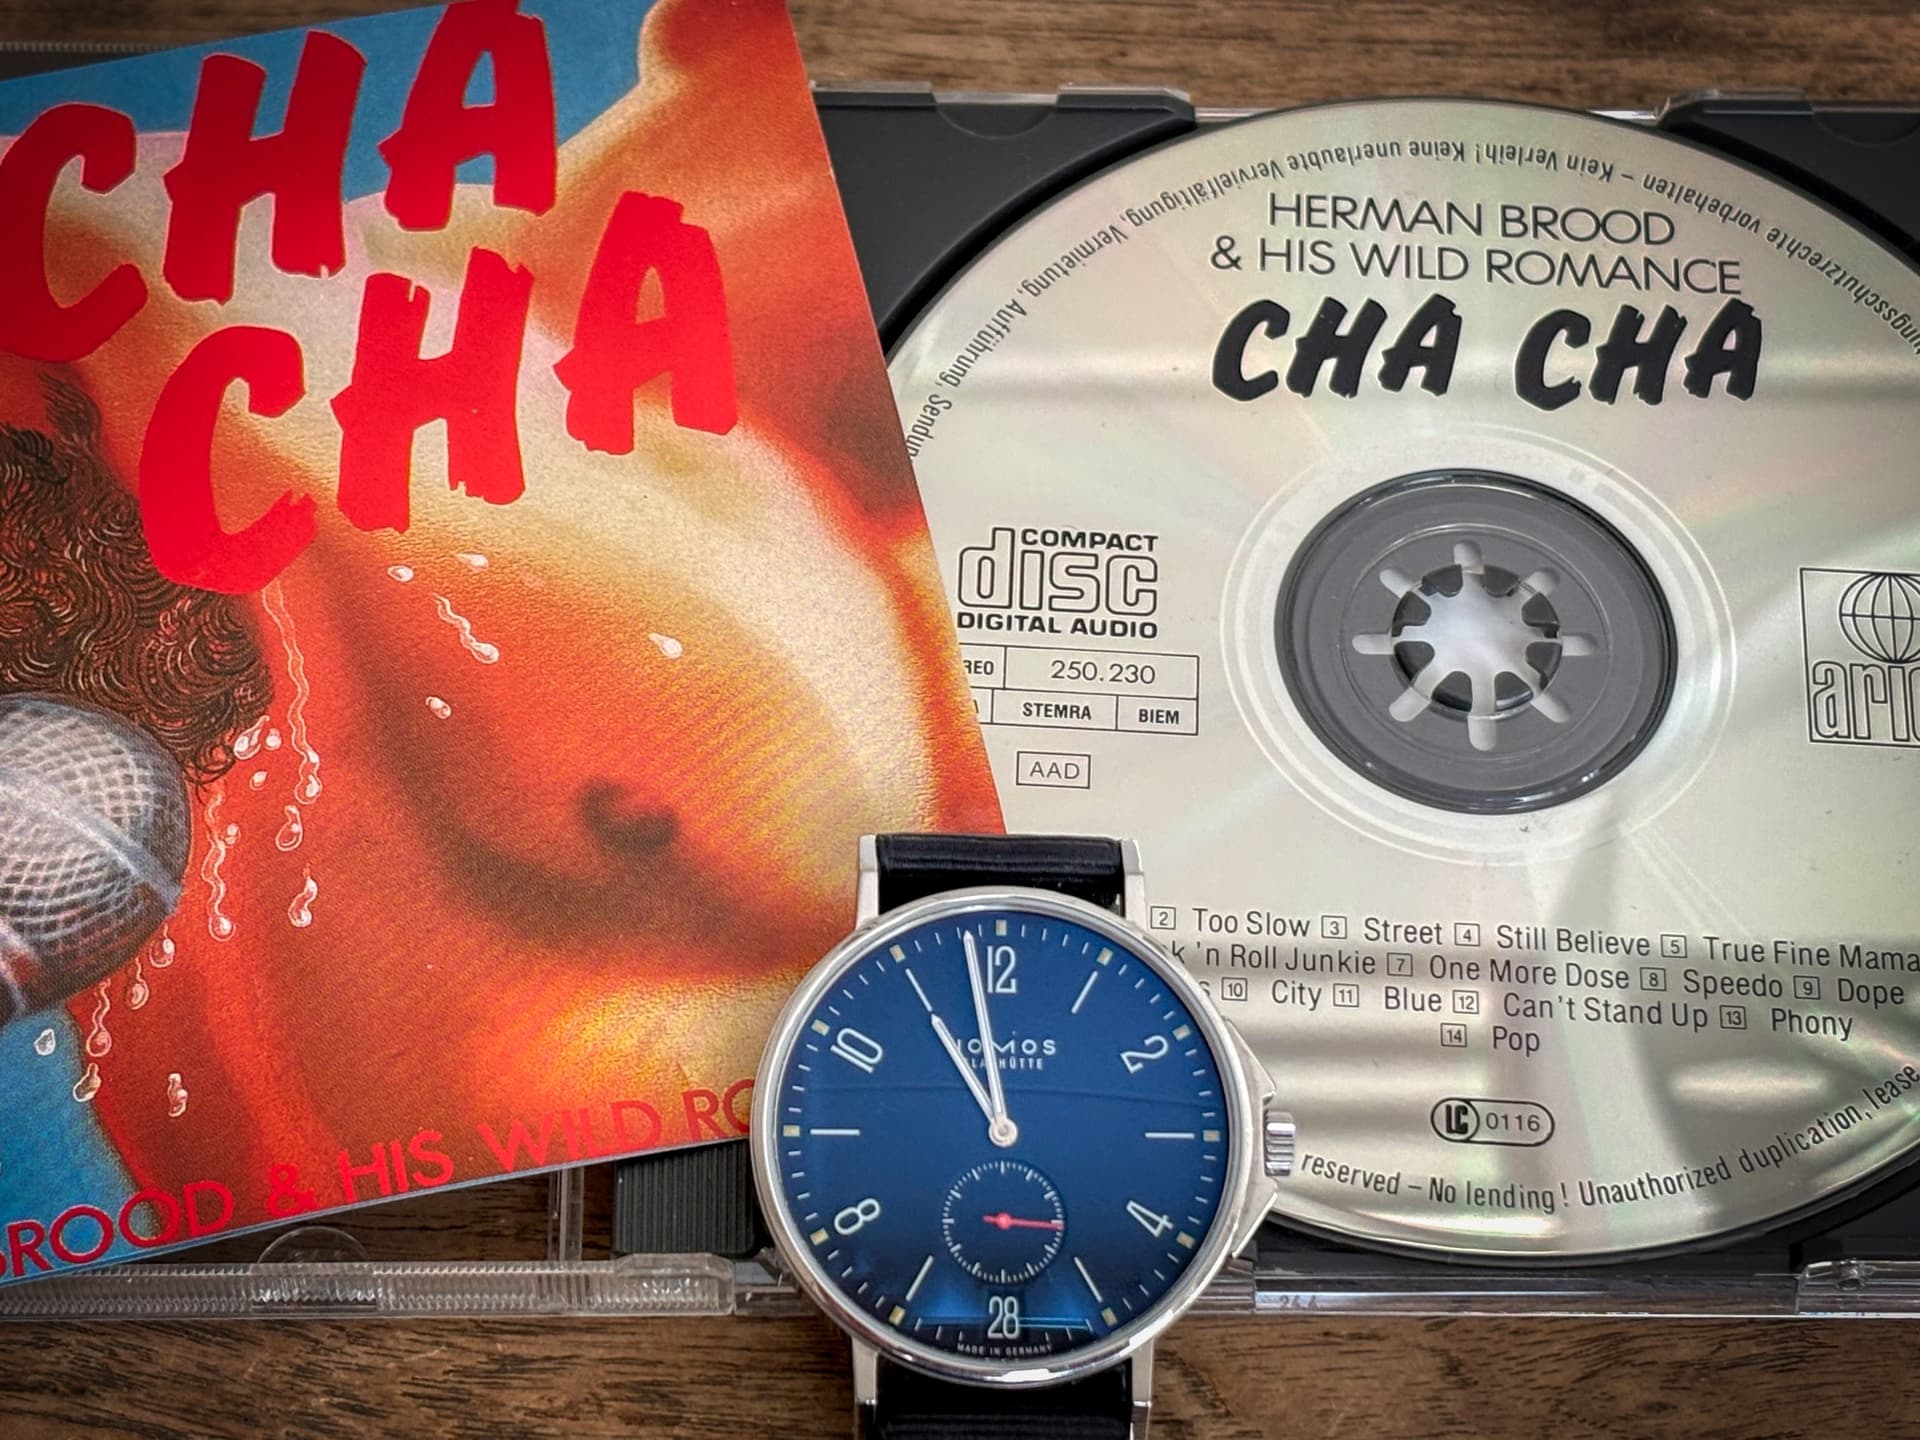 CHA
CHA
BROOD & HIS WILD
Kein Verleih! Keine unerlaubte Vervielfältigung, Vermietung, Aufführung,
HERMAN BROOD
& HIS WILD ROMANCE
CHA CHA
COMPACT
disc
DIGITAL AUDIO
250.230
STEMRA BIEM
AAD
2 Too Slow 3 Street 4 Still Believe 5 True Fine Mama
'n Roll Junkie 7 One More Dose 8 Speedo 9 Dope
10 City 11 Blue 12 Can't Stand Up 13 Phony
14 Pop
LC 0116
reserved – No lending! Unauthorized duplication, lease
12
2
4
28
8
10
NOMOS
GLASHÜTTE
MADE IN GERMANY